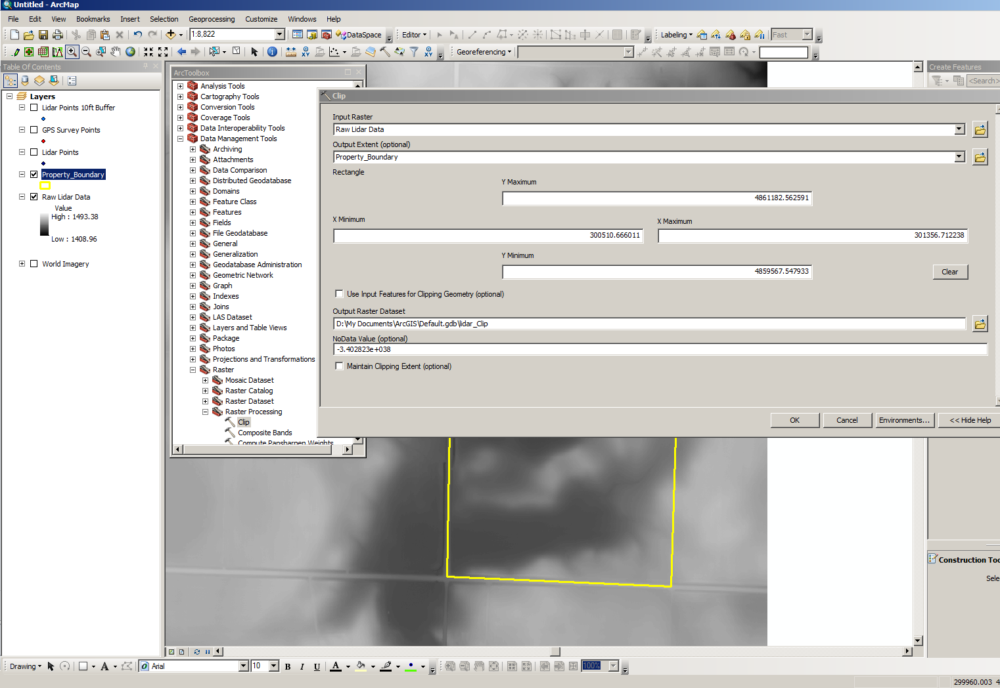 Untitled - ArcMap
File Edit View Bookmarks Insert Selection Geoprocessing Customize Windows Help
1:8,822 DataSpace Editor Labeling Fast
Georeferencing
Table Of Contents
Layers
Lidar Points 10ft Buffer
GPS Survey Points
Lidar Points
Property_Boundary
Raw Lidar Data
Value
High : 1493.38
Low : 1408.96
World Imagery
ArcToolbox
Analysis Tools
Cartography Tools
Conversion Tools
Coverage Tools
Data Interoperability Tools
Data Management Tools
Archiving
Attachments
Data Comparison
Distributed Geodatabase
Domains
Feature Class
Features
Fields
File Geodatabase
General
Generalization
Geodatabase Administration
Geometric Network
Graph
Indexes
Joins
LAS Dataset
Layers and Table Views
Package
Photos
Projections and Transformations
Raster
Mosaic Dataset
Raster Catalog
Raster Dataset
Raster Processing
Clip
Composite Bands
Compute Pansharpen Weights
Clip
Input Raster
Raw Lidar Data
Output Extent (optional)
Property_Boundary
Rectangle
Y Maximum
4861182.562591
X Minimum
X Maximum
300510.666011
301356.712238
Y Minimum
4859567.547933
Clear
Use Input Features for Clipping Geometry (optional)
Output Raster Dataset
D:\My Documents\ArcGIS\Default.gdb\lidar_Clip
NoData Value (optional)
-3.402823e+038
Maintain Clipping Extent (optional)
OK Cancel Environments... << Hide Help
Create Features
<Search>
Construction Too
Sele
Drawing A Arial 10 B I U A 100%
299960.003 4